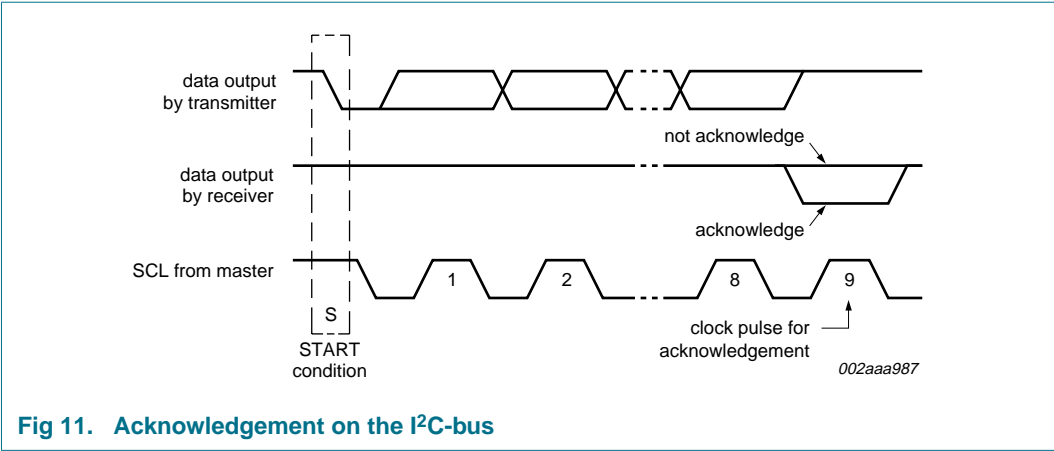 data output
by transmitter
not acknowledge
data output
by receiver
acknowledge
SCL from master
1
2
8
9
S
START
condition
clock pulse for
acknowledgement
002aaa987
Fig 11. Acknowledgement on the I²C-bus